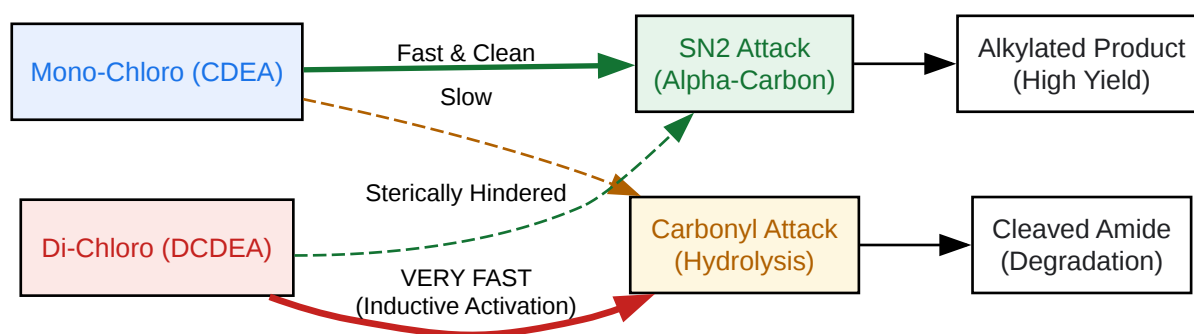 Mono-Chloro (CDEA)
Fast & Clean
Slow
SN2 Attack
(Alpha-Carbon)
Alkylated Product
(High Yield)
Sterically Hindered
Di-Chloro (DCDEA)
VERY FAST
(Inductive Activation)
Carbonyl Attack
(Hydrolysis)
Cleaved Amide
(Degradation)